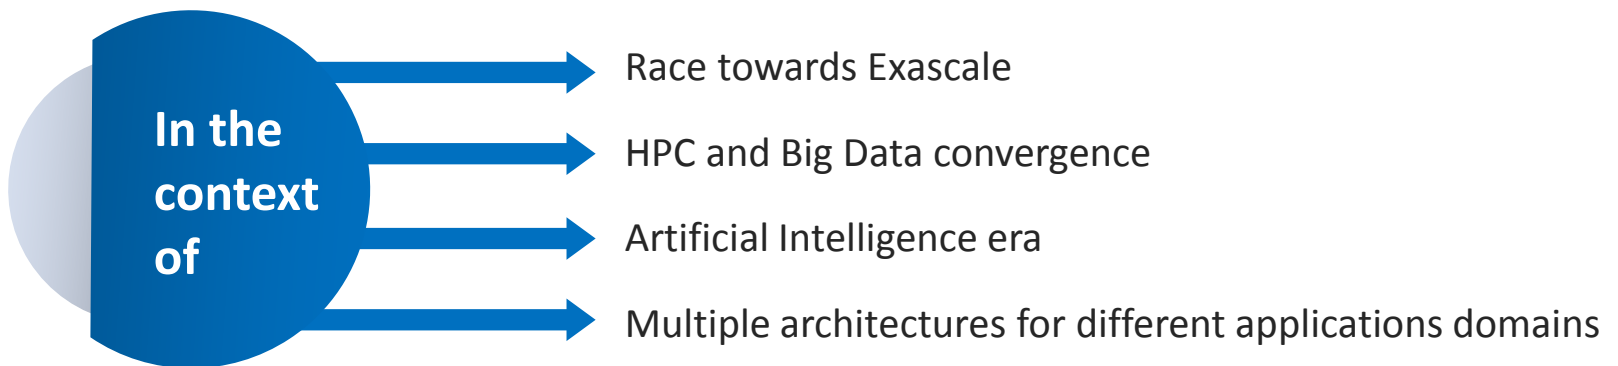 In the
context
of
Race towards Exascale
HPC and Big Data convergence
Artificial Intelligence era
Multiple architectures for different applications domains